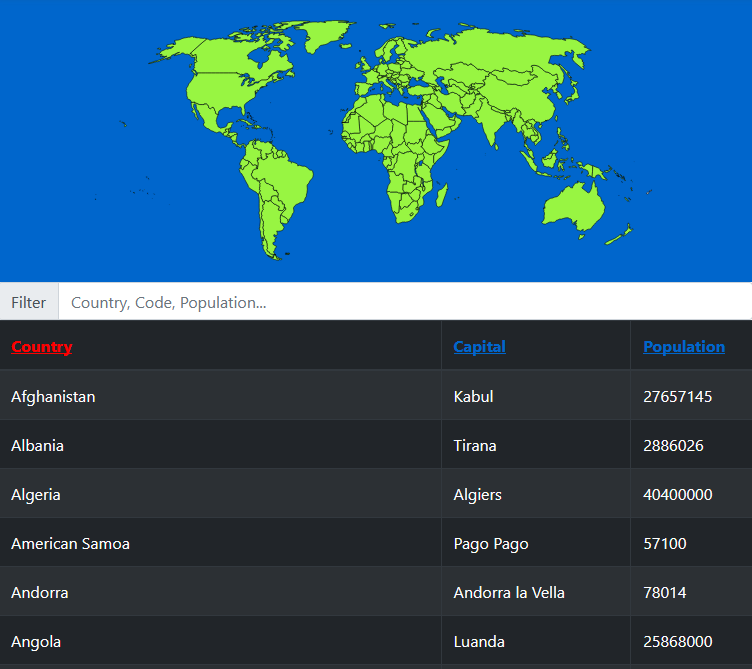 Filter Country, Code, Population...
Country Capital Population
Afghanistan Kabul 27657145
Albania Tirana 2886026
Algeria Algiers 40400000
American Samoa Pago Pago 57100
Andorra Andorra la Vella 78014
Angola Luanda 25868000